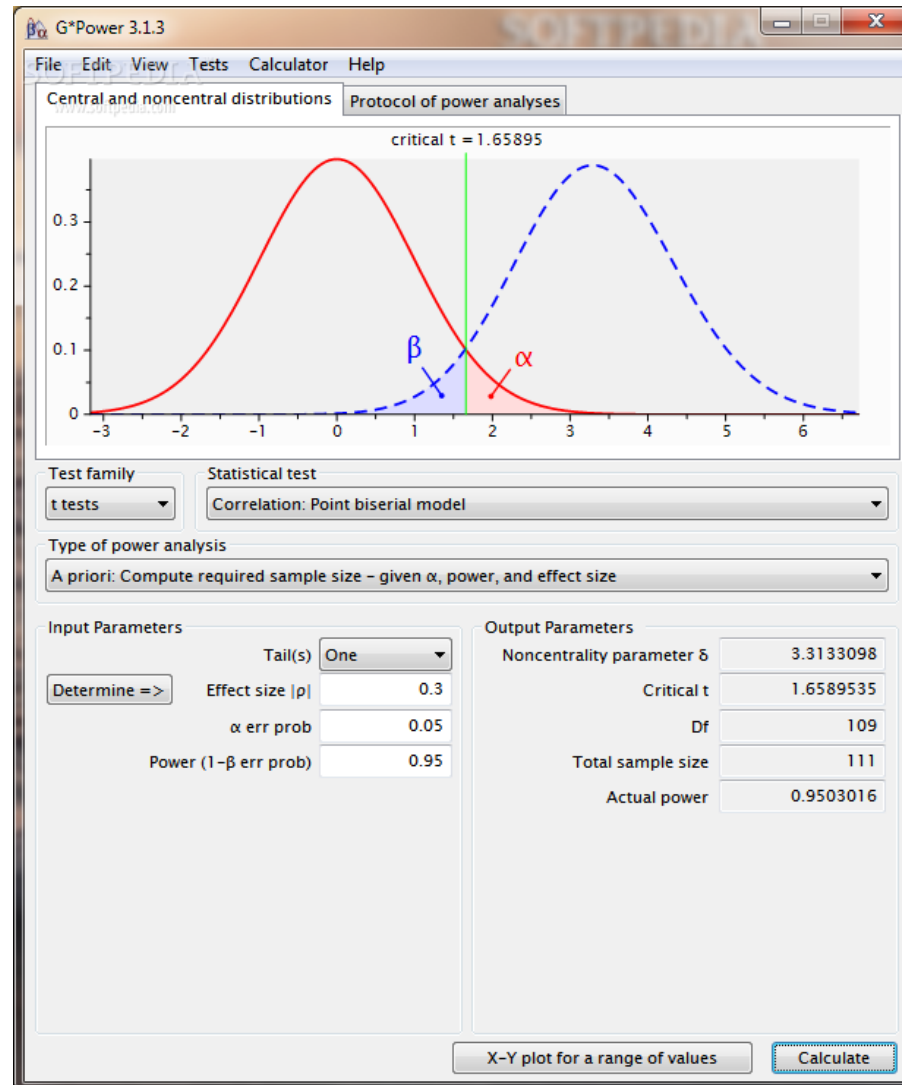 G*Power 3.1.3
SOFTPEDIA
File Edit View Tests Calculator Help
SOFTPEDIA
Central and noncentral distributions Protocol of power analyses
www.softpedia.com
critical t = 1.65895
0.3
0.2
0.1
0
β
α
-3 -2 -1 0 1 2 3 4 5 6
Test family Statistical test
t tests Correlation: Point biserial model
Type of power analysis
A priori: Compute required sample size - given α, power, and effect size
Input Parameters
Tail(s) One
Determine => Effect size |ρ| 0.3
α err prob 0.05
Power (1-β err prob) 0.95
Output Parameters
Noncentrality parameter δ 3.3133098
Critical t 1.6589535
Df 109
Total sample size 111
Actual power 0.9503016
X-Y plot for a range of values Calculate